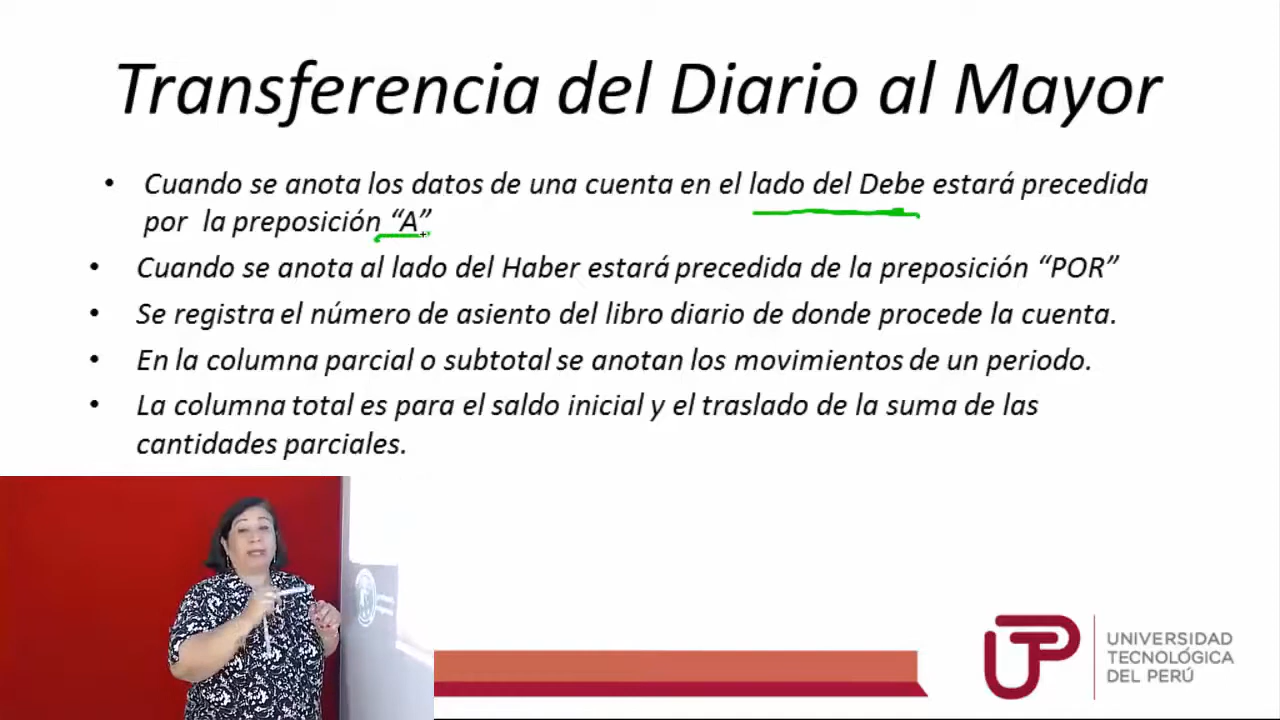 Transferencia del Diario al Mayor
• Cuando se anota los datos de una cuenta en el lado del Debe estará precedida
por la preposición “A”
• Cuando se anota al lado del Haber estará precedida de la preposición “POR”
• Se registra el número de asiento del libro diario de donde procede la cuenta.
• En la columna parcial o subtotal se anotan los movimientos de un periodo.
• La columna total es para el saldo inicial y el traslado de la suma de las
cantidades parciales.
UTP
UNIVERSIDAD
TECNOLÓGICA
DEL PERÚ